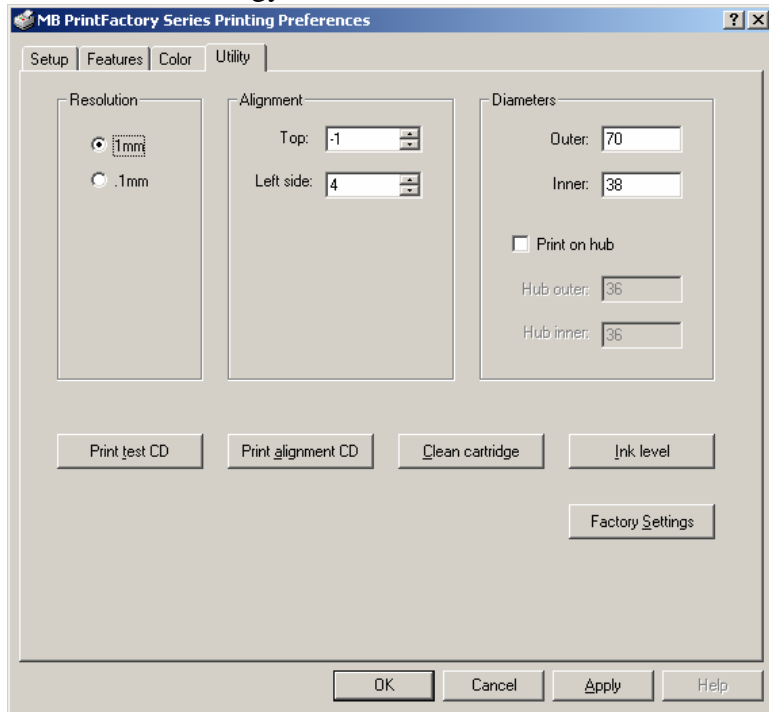 MB PrintFactory Series Printing Preferences
Setup Features Color Utility
Resolution
1mm
.1mm
Alignment
Top: -1
Left side: 4
Diameters
Outer: 70
Inner: 38
Print on hub
Hub outer: 36
Hub inner: 36
Print test CD Print alignment CD Clean cartridge Ink level
Factory Settings
OK Cancel Apply Help